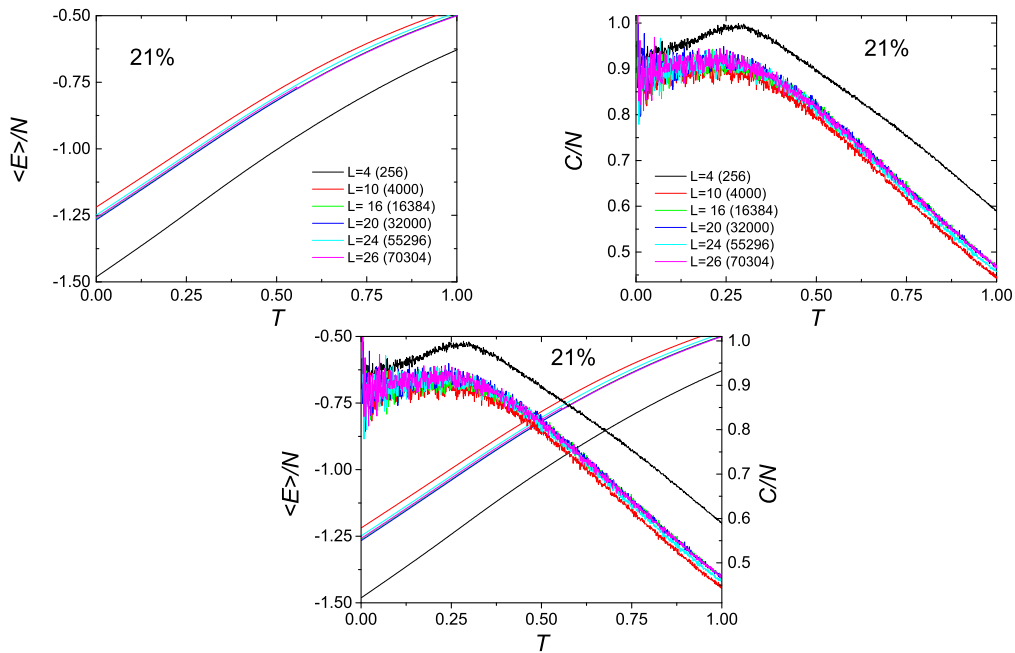 -0.50
-0.75
-1.00
-1.25
-1.50
<E>/N
21%
L=4 (256)
L=10 (4000)
L= 16 (16384)
L=20 (32000)
L=24 (55296)
L=26 (70304)
0.00 0.25 0.50 0.75 1.00
T
1.0
0.9
0.8
0.7
0.6
0.5
C/N
21%
L=4 (256)
L=10 (4000)
L= 16 (16384)
L=20 (32000)
L=24 (55296)
L=26 (70304)
0.00 0.25 0.50 0.75 1.00
T
-0.50
-0.75
-1.00
-1.25
-1.50
<E>/N
21%
1.0
0.9
0.8
0.7
0.6
0.5
C/N
0.00 0.25 0.50 0.75 1.00
T